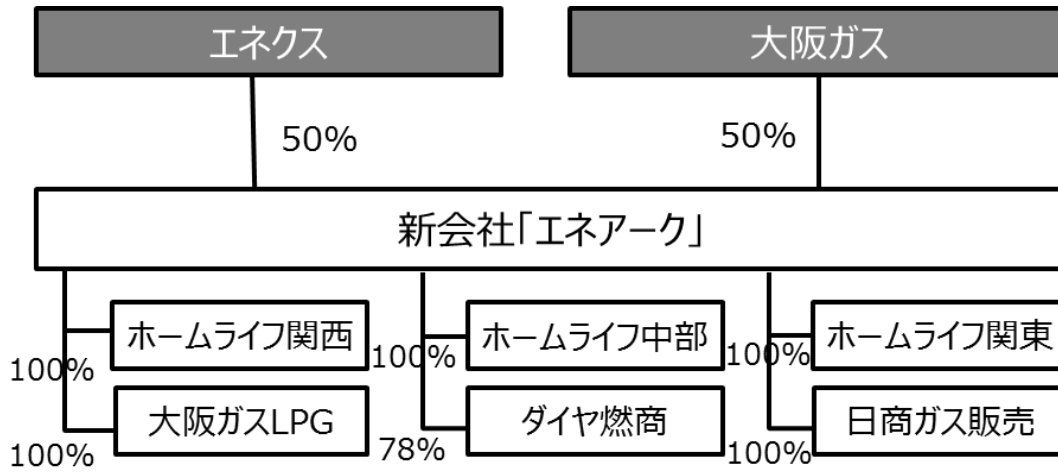 エネクス
大阪ガス
50%
50%
新会社「エネアーク」
ホームライフ関西
ホームライフ中部
ホームライフ関東
100%
100%
100%
大阪ガスLPG
ダイヤ燃商
日商ガス販売
100%
78%
100%